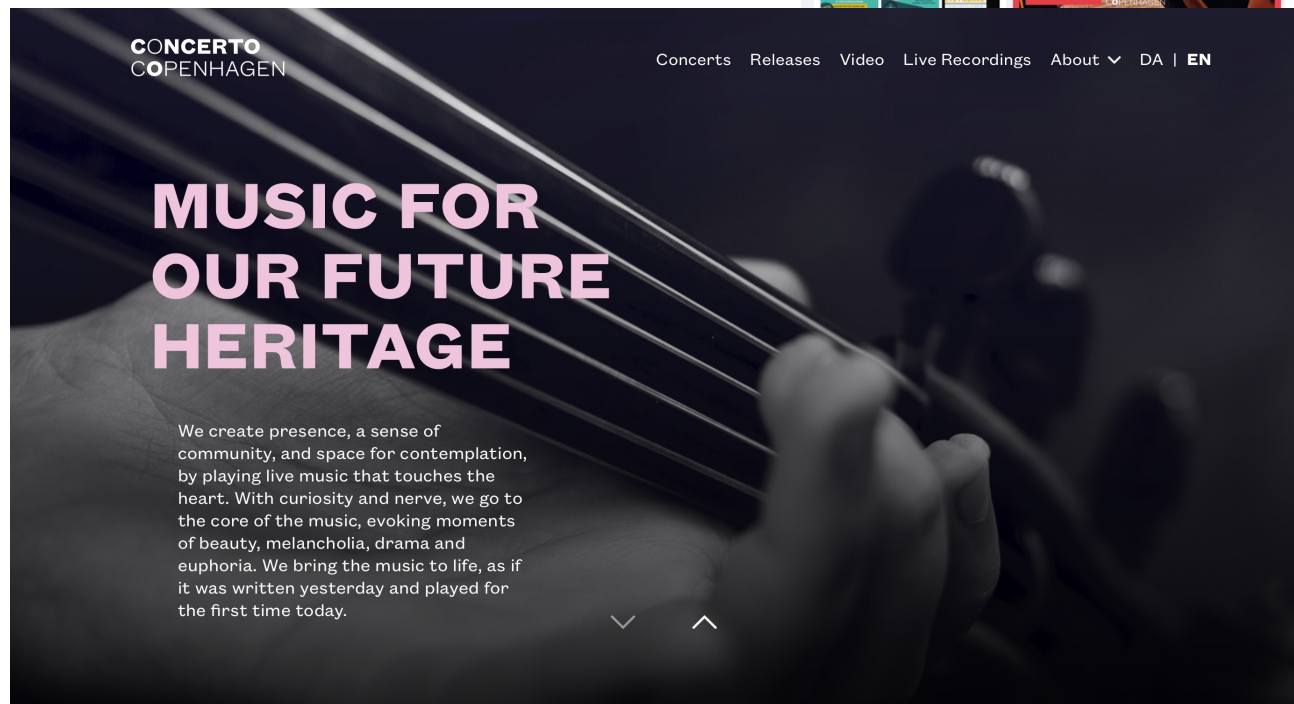 CONCERTO
COPENHAGEN
Concerts Releases Video Live Recordings About DA | EN
MUSIC FOR
OUR FUTURE
HERITAGE
We create presence, a sense of
community, and space for contemplation,
by playing live music that touches the
heart. With curiosity and nerve, we go to
the core of the music, evoking moments
of beauty, melancholia, drama and
euphoria. We bring the music to life, as if
it was written yesterday and played for
the first time today.